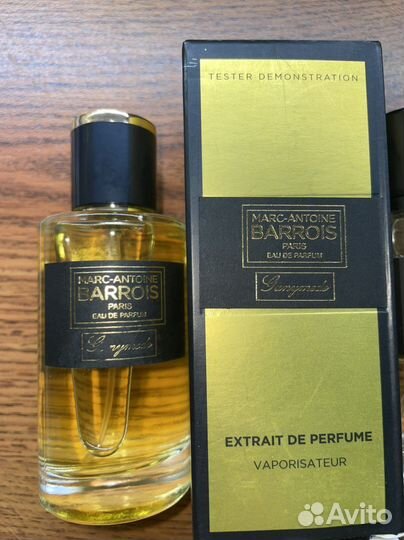 TESTER DEMONSTRATION
MARC-ANTOINE
BARROIS
PARIS
EAU DE PARFUM
Ganymede
EXTRAIT DE PERFUME
VAPORISATEUR
MARC-ANTOINE
BARROIS
PARIS
EAU DE PARFUM
Ganymede
Avito